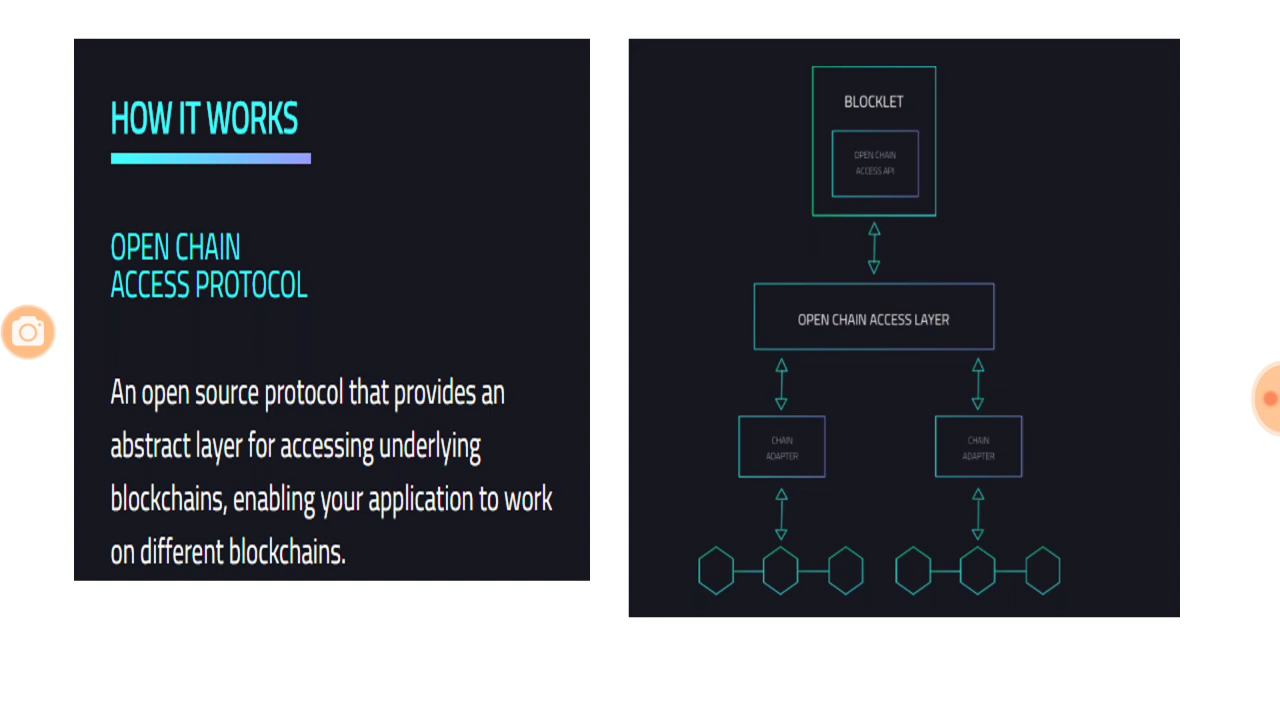 HOW IT WORKS
OPEN CHAIN
ACCESS PROTOCOL
An open source protocol that provides an
abstract layer for accessing underlying
blockchains, enabling your application to work
on different blockchains.
BLOCKLET
OPEN CHAIN
ACCESS API
OPEN CHAIN ACCESS LAYER
CHAIN
ADAPTER
CHAIN
ADAPTER